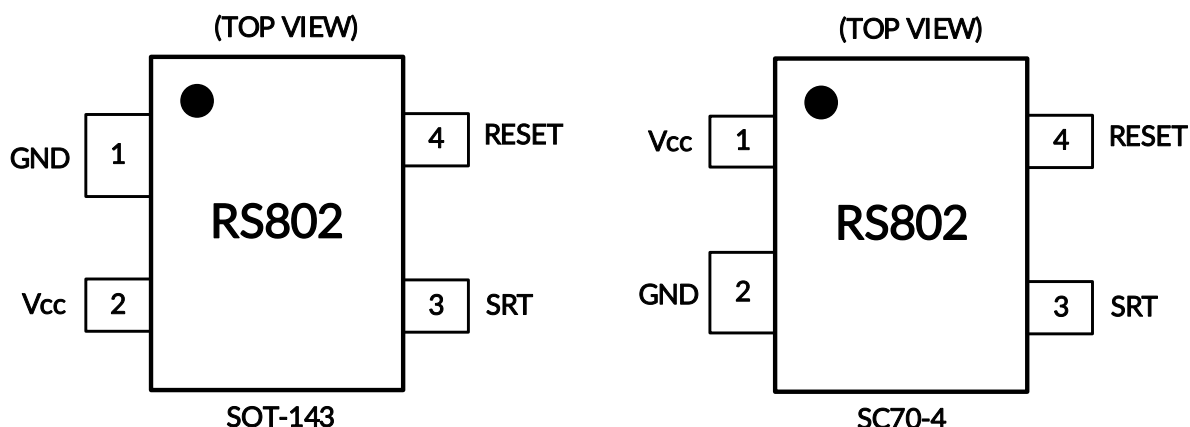 (TOP VIEW)
GND 1 4 RESET
RS802
Vcc 2 3 SRT
SOT-143
(TOP VIEW)
Vcc 1 4 RESET
RS802
GND 2 3 SRT
SC70-4